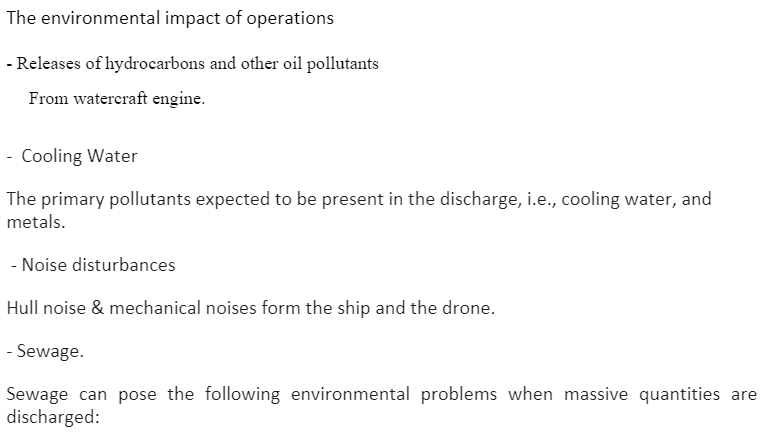 The environmental impact of operations
- Releases of hydrocarbons and other oil pollutants
From watercraft engine.
- Cooling Water
The primary pollutants expected to be present in the discharge, i.e., cooling water, and
metals.
- Noise disturbances
Hull noise & mechanical noises form the ship and the drone.
- Sewage.
Sewage can pose the following environmental problems when massive quantities are
discharged: